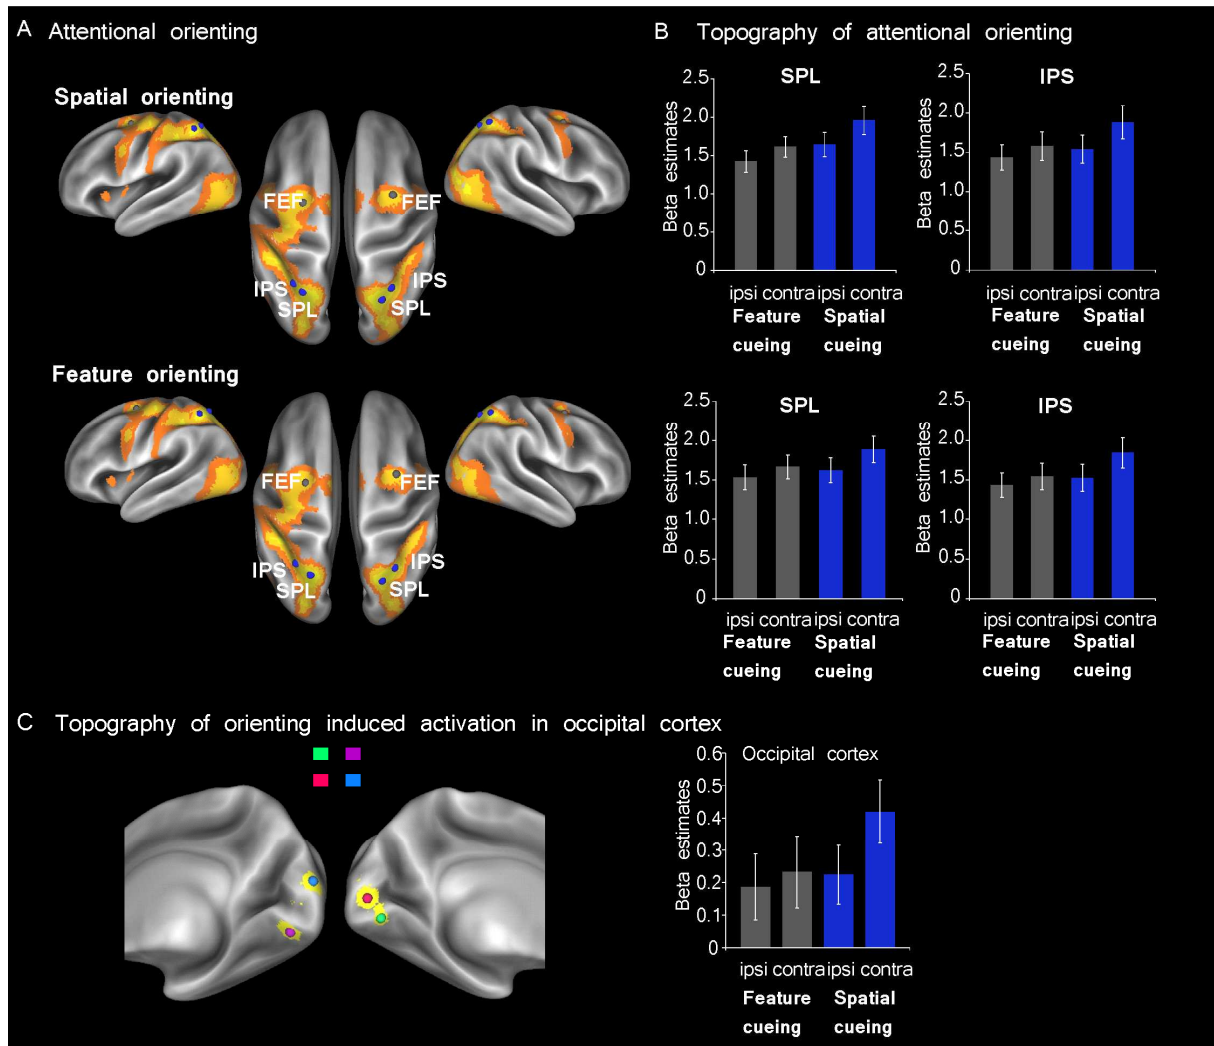 A Attentional orienting
Spatial orienting
FEF FEF
IPS IPS
SPL SPL
Feature orienting
FEF FEF
IPS IPS
SPL SPL
B Topography of attentional orienting
SPL
Beta estimates
2.5
2.0
1.5
1.0
0.5
0
ipsi contra ipsi contra
Feature Spatial
cueing cueing
IPS
Beta estimates
2.5
2.0
1.5
1.0
0.5
0
ipsi contra ipsi contra
Feature Spatial
cueing cueing
SPL
Beta estimates
2.5
2.0
1.5
1.0
0.5
0
ipsi contra ipsi contra
Feature Spatial
cueing cueing
IPS
Beta estimates
2.5
2.0
1.5
1.0
0.5
0
ipsi contra ipsi contra
Feature Spatial
cueing cueing
C Topography of orienting induced activation in occipital cortex
Occipital cortex
Beta estimates
0.6
0.5
0.4
0.3
0.2
0.1
0
ipsi contra ipsi contra
Feature Spatial
cueing cueing